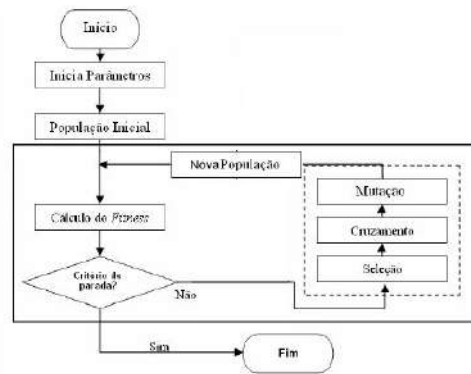 Início
Inicia Parâmetros
População Inicial
Nova População
Mutação
Cálculo do Fitness
Cruzamento
Critério de
parada?
Seleção
Não
Sim
Fim